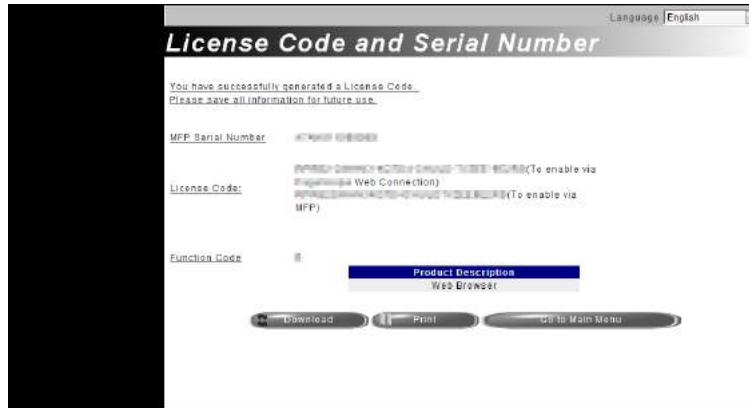 Language English
License Code and Serial Number
You have successfully generated a License Code.
Please save all information for future use.
MFP Serial Number
(To enable via
License Code: Web Connection)
(To enable via
MFP)
Function Code
Product Description
Web Browser
Download Print Go to Main Menu